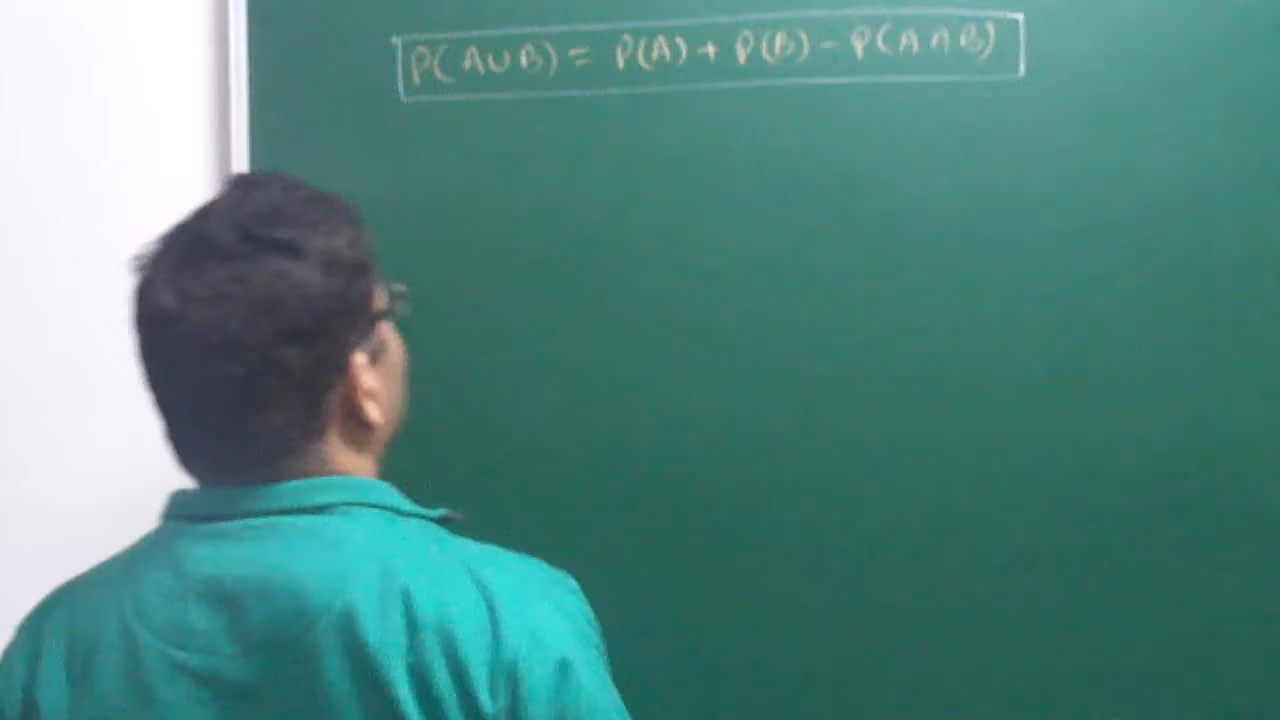 P(A∪B) = P(A) + P(B) - P(A∩B)